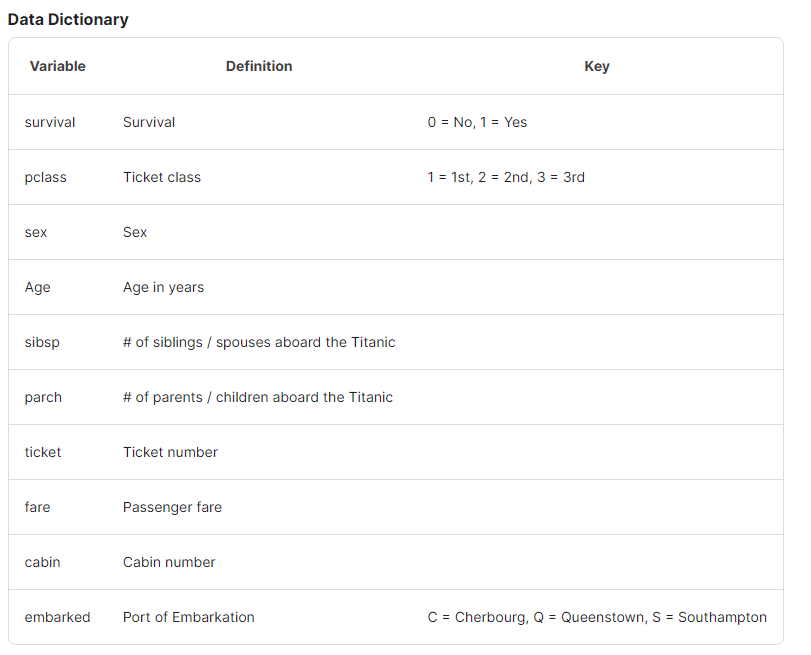 Data Dictionary
Variable Definition Key
survival Survival 0 = No, 1 = Yes
pclass Ticket class 1 = 1st, 2 = 2nd, 3 = 3rd
sex Sex
Age Age in years
sibsp # of siblings / spouses aboard the Titanic
parch # of parents / children aboard the Titanic
ticket Ticket number
fare Passenger fare
cabin Cabin number
embarked Port of Embarkation C = Cherbourg, Q = Queenstown, S = Southampton